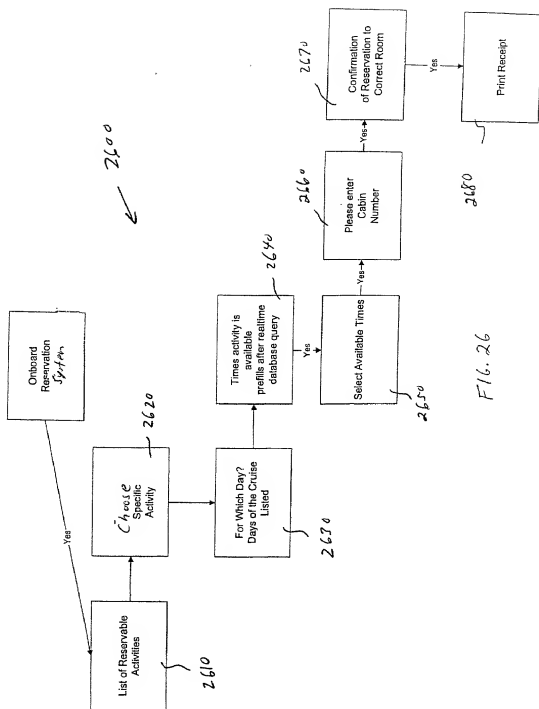 2600
Onboard
Reservation
System
Yes
List of Reservable
Activities
2610
Choose
Specific
Activity
2620
For Which Day?
Days of the Cruise
Listed
2630
Times activity is
available
prefills after realtime
database query
2640
Yes
Select Available Times
2650
Yes
Please enter
Cabin
Number
2660
Yes
Confirmation
of Reservation to
Correct Room
2670
Yes
Print Receipt
2680
FIG. 26